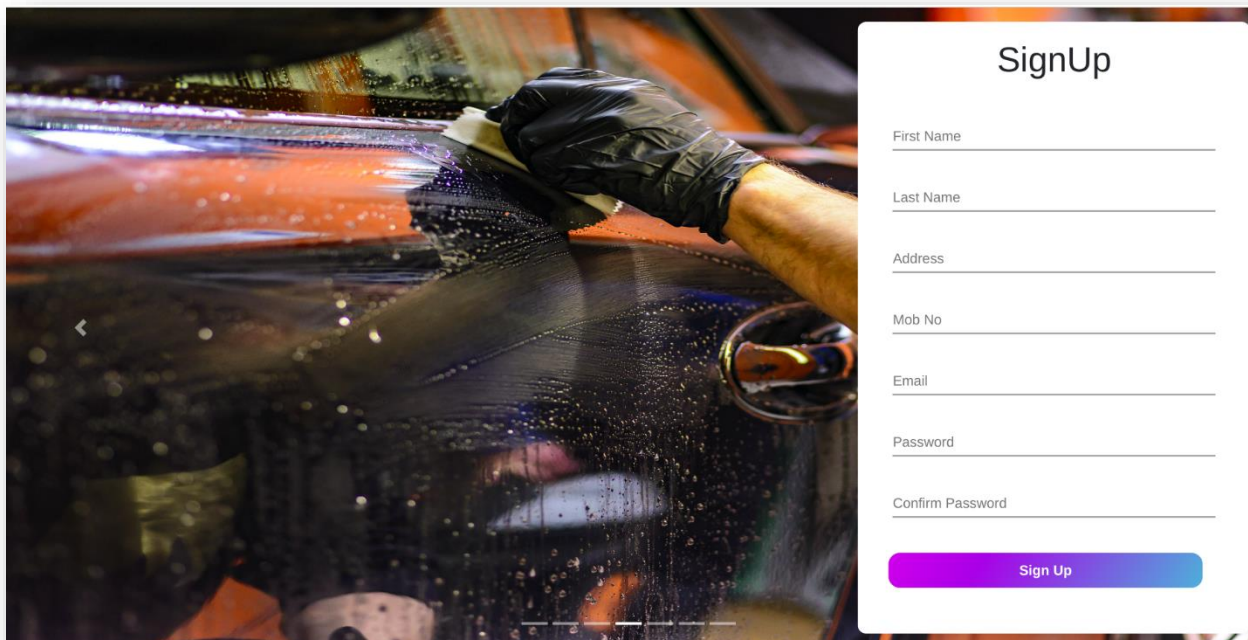 SignUp
First Name
Last Name
Address
Mob No
Email
Password
Confirm Password
Sign Up